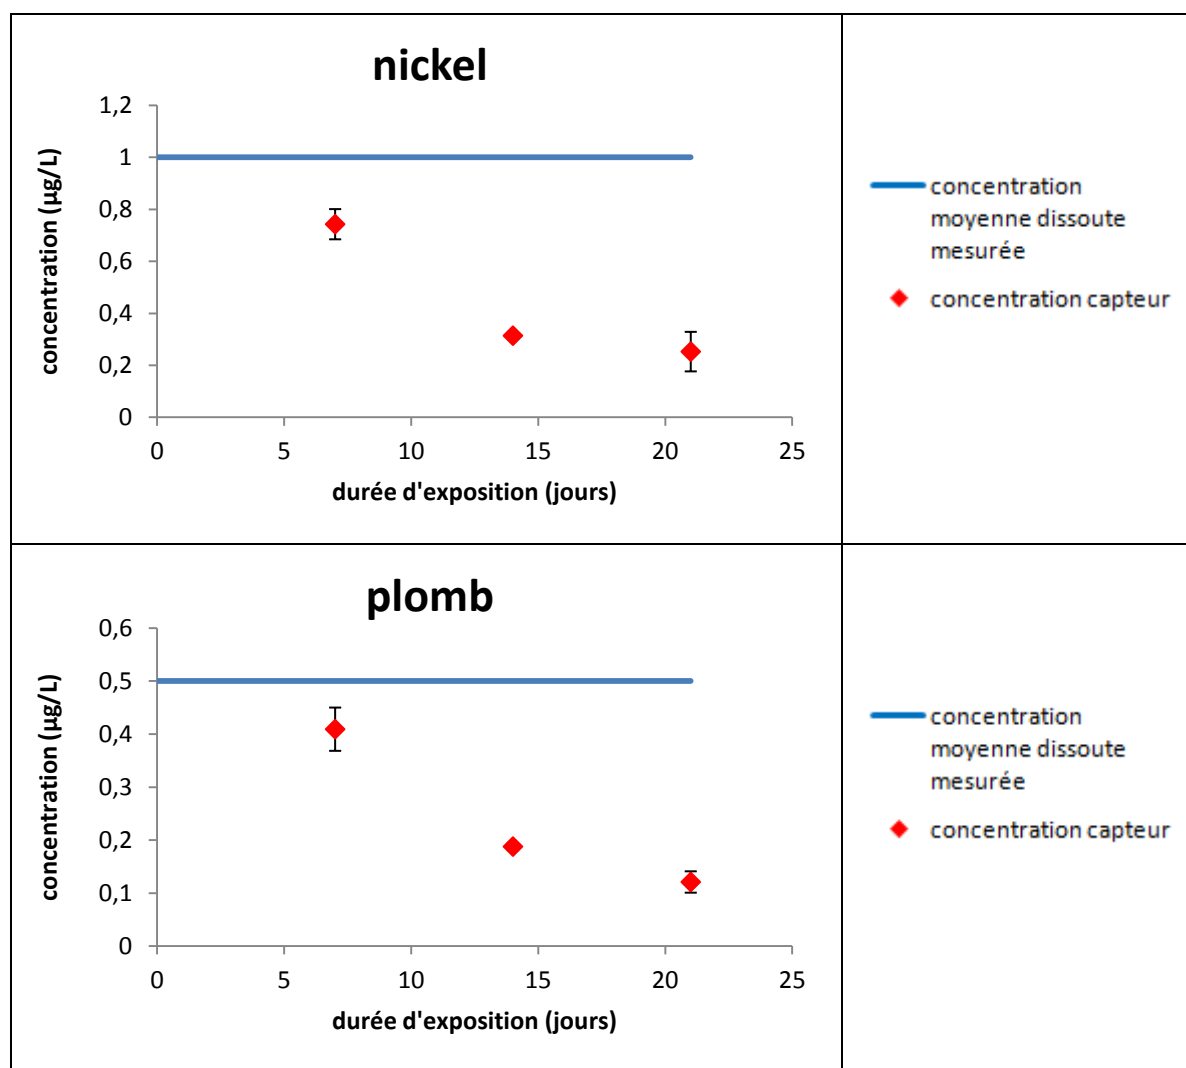 nickel
concentration (µg/L)
1,2
1
0,8
0,6
0,4
0,2
0
0 5 10 15 20 25
durée d'exposition (jours)
concentration
moyenne dissoute
mesurée
concentration capteur
plomb
concentration (µg/L)
0,6
0,5
0,4
0,3
0,2
0,1
0
0 5 10 15 20 25
durée d'exposition (jours)
concentration
moyenne dissoute
mesurée
concentration capteur